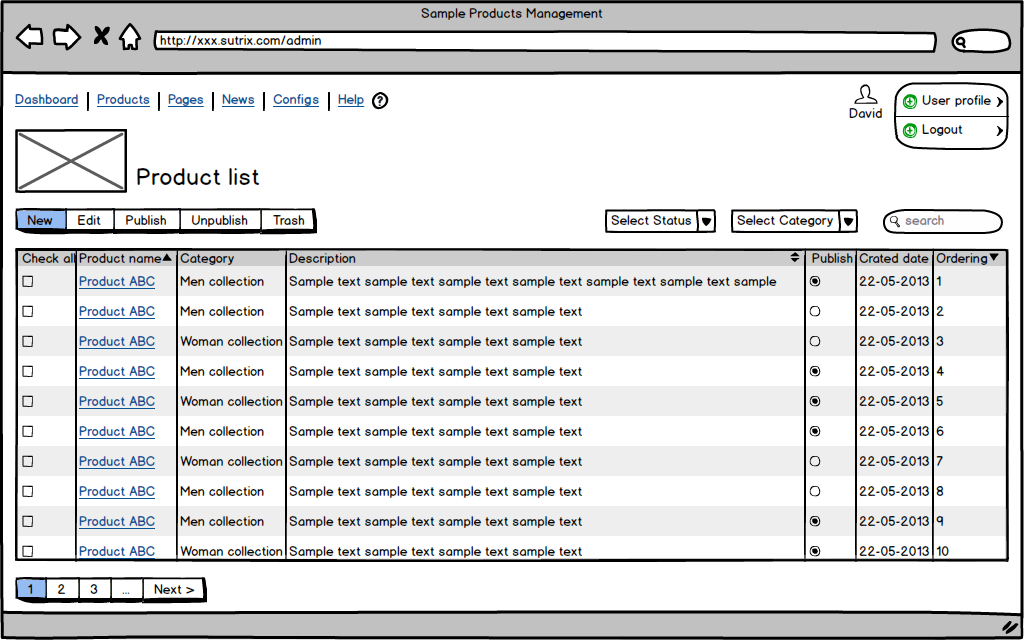 Sample Products Management
http://xxx.sutrix.com/admin
Dashboard Products Pages News Configs Help ?
David
User profile
Logout
Product list
New Edit Publish Unpublish Trash Select Status Select Category search
Check all Product name Category Description Publish Crated date Ordering
Product ABC Men collection Sample text sample text sample text sample text sample text sample text sample 22-05-2013 1
Product ABC Men collection Sample text sample text sample text sample text 22-05-2013 2
Product ABC Woman collection Sample text sample text sample text sample text 22-05-2013 3
Product ABC Men collection Sample text sample text sample text sample text 22-05-2013 4
Product ABC Woman collection Sample text sample text sample text sample text 22-05-2013 5
Product ABC Men collection Sample text sample text sample text sample text 22-05-2013 6
Product ABC Woman collection Sample text sample text sample text sample text 22-05-2013 7
Product ABC Men collection Sample text sample text sample text sample text 22-05-2013 8
Product ABC Men collection Sample text sample text sample text sample text 22-05-2013 9
Product ABC Woman collection Sample text sample text sample text sample text 22-05-2013 10
1 2 3 ... Next >